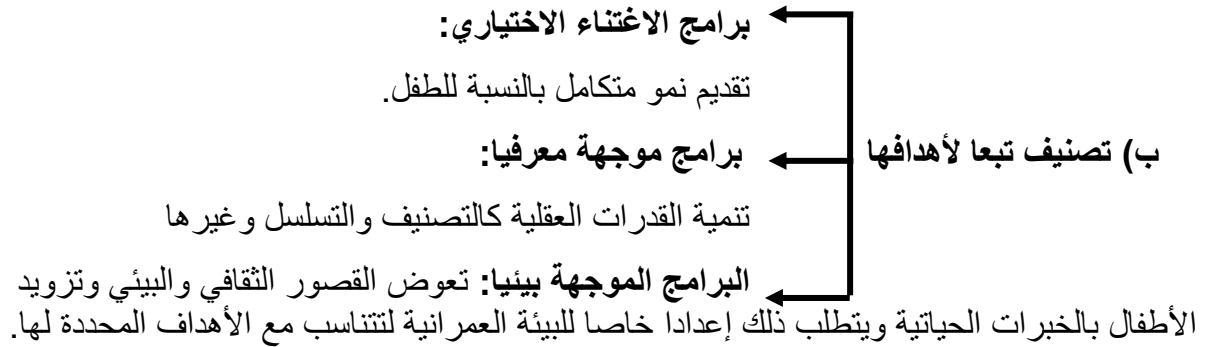 برامج الاغتناء الاختياري:
تقديم نمو متكامل بالنسبة للطفل.
ب) تصنيف تبعا لأهدافها
برامج موجهة معرفيا:
تنمية القدرات العقلية كالتصنيف والتسلسل وغيرها
البرامج الموجهة بيئيا: تعوض القصور الثقافي والبيئي وتزويد
الأطفال بالخبرات الحياتية ويتطلب ذلك إعدادا خاصا للبيئة العمرانية لتتناسب مع الأهداف المحددة لها.